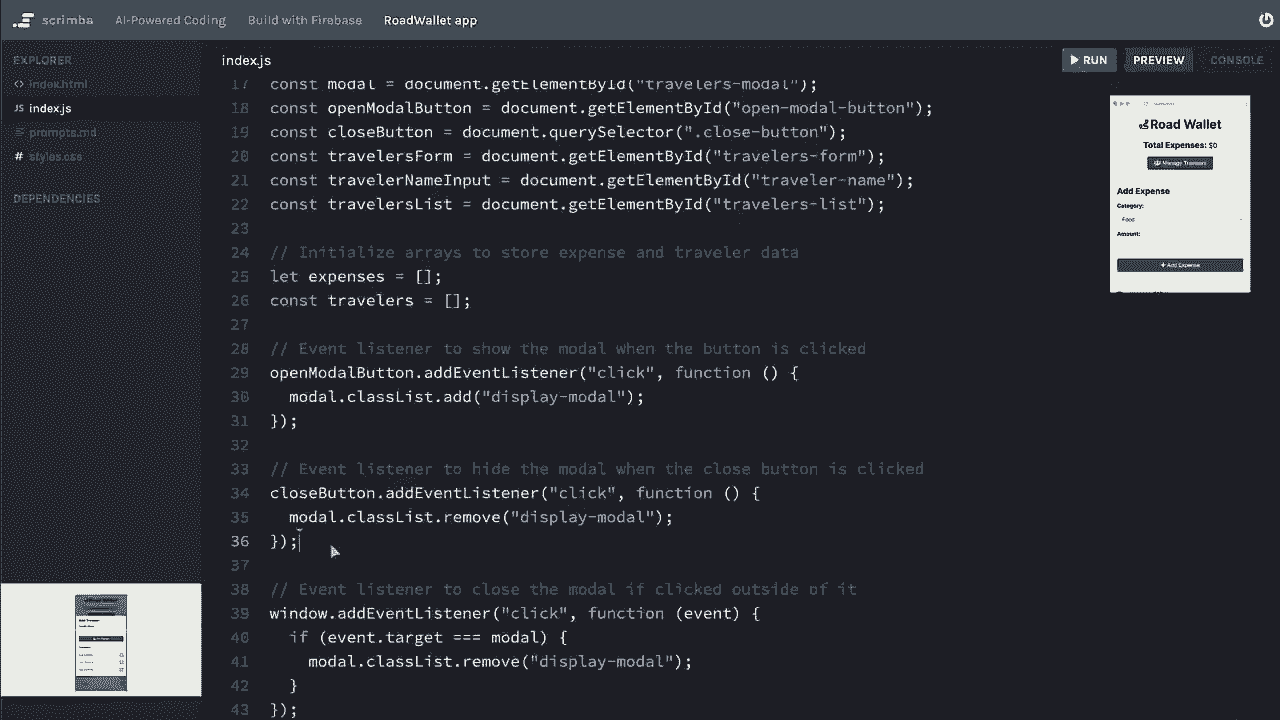 scrimba AI-Powered Coding Build with Firebase RoadWallet app
EXPLORER
index.html
JS index.js
prompts.md
# styles.css
DEPENDENCIES
index.js
RUN PREVIEW CONSOLE
17 const modal = document.getElementById("travelers-modal");
18 const openModalButton = document.getElementById("open-modal-button");
19 const closeButton = document.querySelector(".close-button");
20 const travelersForm = document.getElementById("travelers-form");
21 const travelerNameInput = document.getElementById("traveler-name");
22 const travelersList = document.getElementById("travelers-list");
23
24 // Initialize arrays to store expense and traveler data
25 let expenses = [];
26 const travelers = [];
27
28 // Event listener to show the modal when the button is clicked
29 openModalButton.addEventListener("click", function () {
30 modal.classList.add("display-modal");
31 });
32
33 // Event listener to hide the modal when the close button is clicked
34 closeButton.addEventListener("click", function () {
35 modal.classList.remove("display-modal");
36 });
37
38 // Event listener to close the modal if clicked outside of it
39 window.addEventListener("click", function (event) {
40 if (event.target === modal) {
41 modal.classList.remove("display-modal");
42 }
43 });
Road Wallet
Total Expenses: $0
Manage Travelers
Add Expense
Category:
Food
Amount:
+ Add Expense